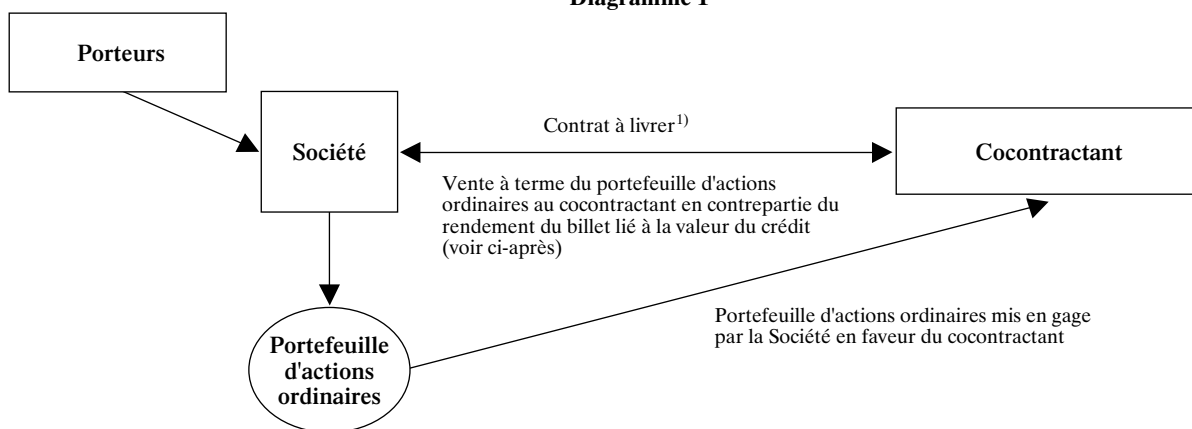 Diagramme 1
Porteurs
Contrat à livrer1)
Société
Cocontractant
Vente à terme du portefeuille d'actions
ordinaires au cocontractant en contrepartie du
rendement du billet lié à la valeur du crédit
(voir ci-après)
Portefeuille d'actions ordinaires mis en gage
par la Société en faveur du cocontractant
Portefeuille
d'actions
ordinaires